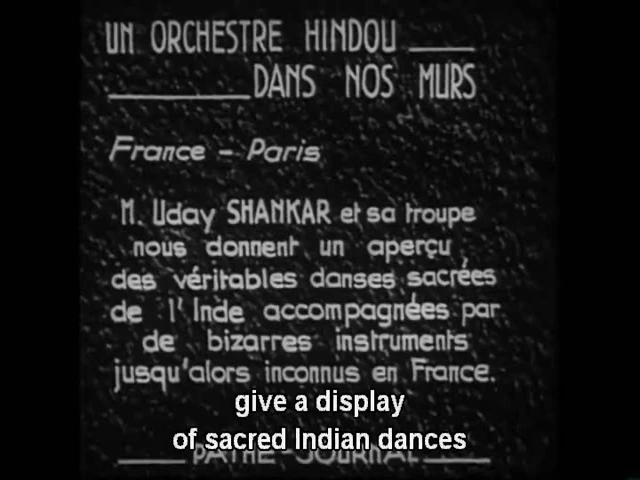 UN ORCHESTRE HINDOU
DANS NOS MURS
France - Paris
M. Uday SHANKAR et sa troupe
nous donnent un aperçu
des véritables danses sacrées
de l'Inde accompagnées par
de bizarres instruments
jusqu'alors inconnus en France.
give a display
of sacred Indian dances
PATHE-JOURNAL